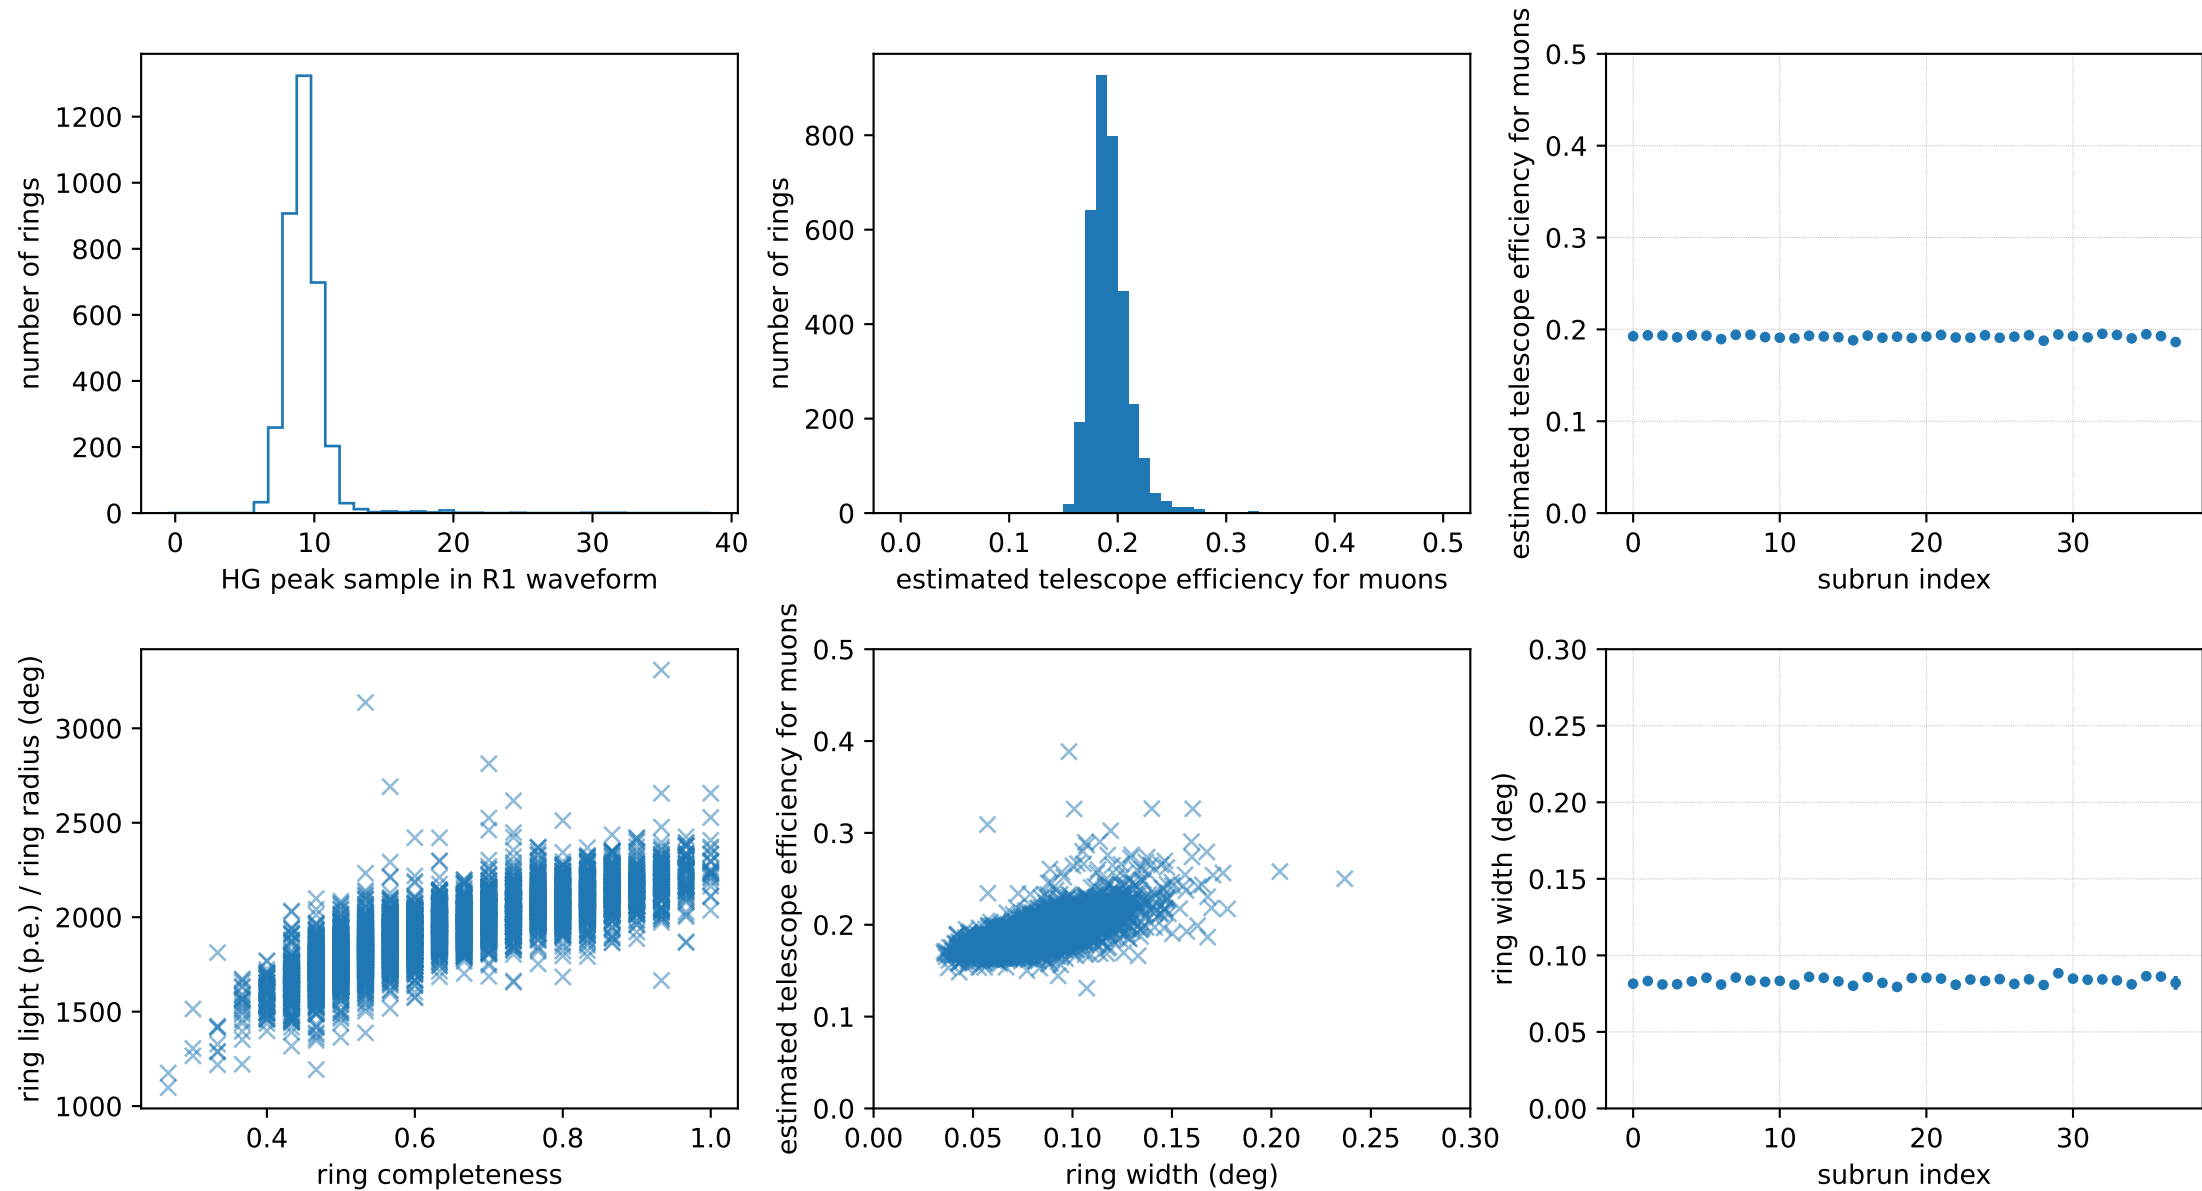 number of rings
1200
1000
800
600
400
200
0
0 10 20 30 40
HG peak sample in R1 waveform
number of rings
800
600
400
200
0
0.0 0.1 0.2 0.3 0.4 0.5
estimated telescope efficiency for muons
estimated telescope efficiency for muons
0.5
0.4
0.3
0.2
0.1
0.0
0 10 20 30
subrun index
ring light (p.e.) / ring radius (deg)
3000
2500
2000
1500
1000
0.4 0.6 0.8 1.0
ring completeness
estimated telescope efficiency for muons
0.5
0.4
0.3
0.2
0.1
0.0
0.00 0.05 0.10 0.15 0.20 0.25 0.30
ring width (deg)
ring width (deg)
0.30
0.25
0.20
0.15
0.10
0.05
0.00
0 10 20 30
subrun index